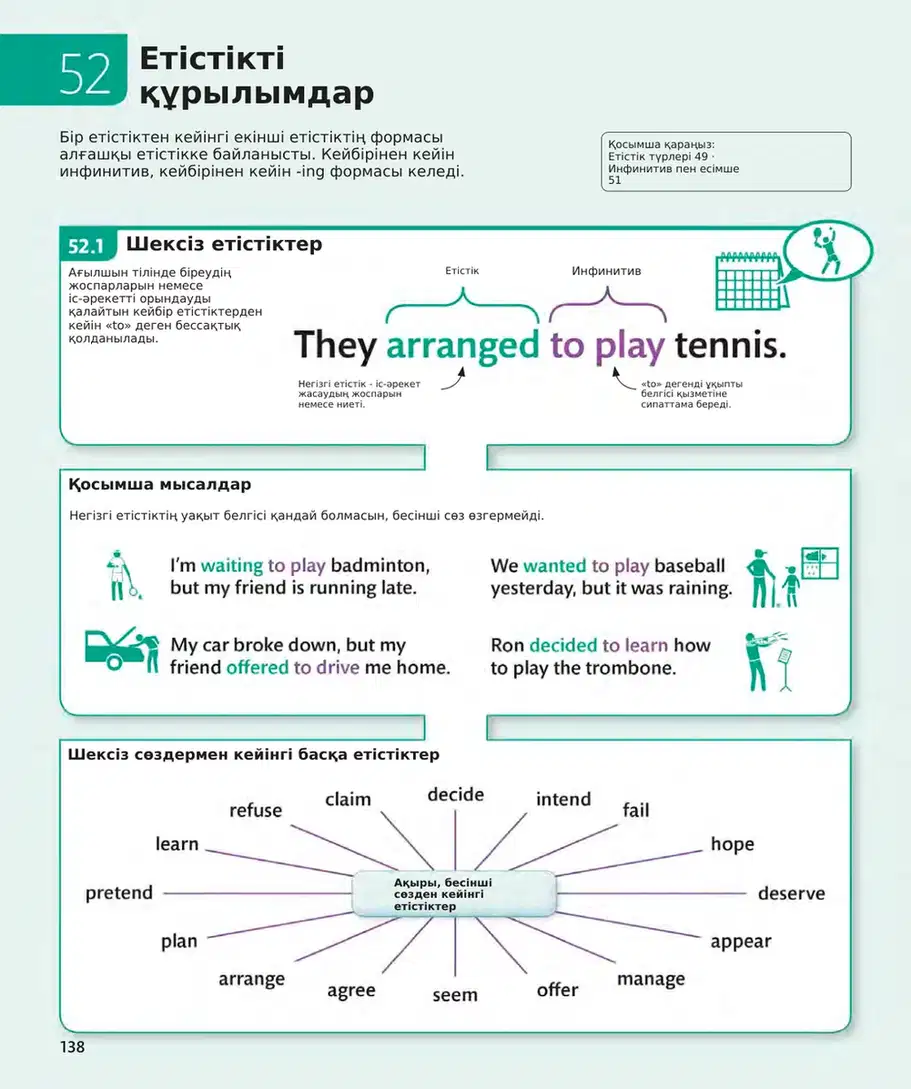 52
Етістікті
құрылымдар
Бір етістіктен кейінгі екінші етістіктің формасы
алғашқы етістікке байланысты. Кейбірінен кейін
инфинитив, кейбірінен кейін -ing формасы келеді.
Қосымша қараңыз:
Етістік түрлері 49 ·
Инфинитив пен есімше
51
52.1 Шексіз етістіктер
Ағылшын тілінде біреудің
жоспарларын немесе
іс-әрекетті орындауды
қалайтын кейбір етістіктерден
кейін «to» деген бессақтық
қолданылады.
Етістік
Инфинитив
They arranged to play tennis.
Негізгі етістік - іс-әрекет
жасаудың жоспарын
немесе ниеті.
«to» дегенді ұқыпты
белгісі қызметіне
сипаттама береді.
Қосымша мысалдар
Негізгі етістіктің уақыт белгісі қандай болмасын, бесінші сөз өзгермейді.
I'm waiting to play badminton,
but my friend is running late.
We wanted to play baseball
yesterday, but it was raining.
My car broke down, but my
friend offered to drive me home.
Ron decided to learn how
to play the trombone.
Шексіз сөздермен кейінгі басқа етістіктер
decide
claim
intend
refuse
fail
learn
hope
pretend
Ақыры, бесінші
сөзден кейінгі
етістіктер
deserve
plan
appear
arrange
manage
agree
seem
offer
138